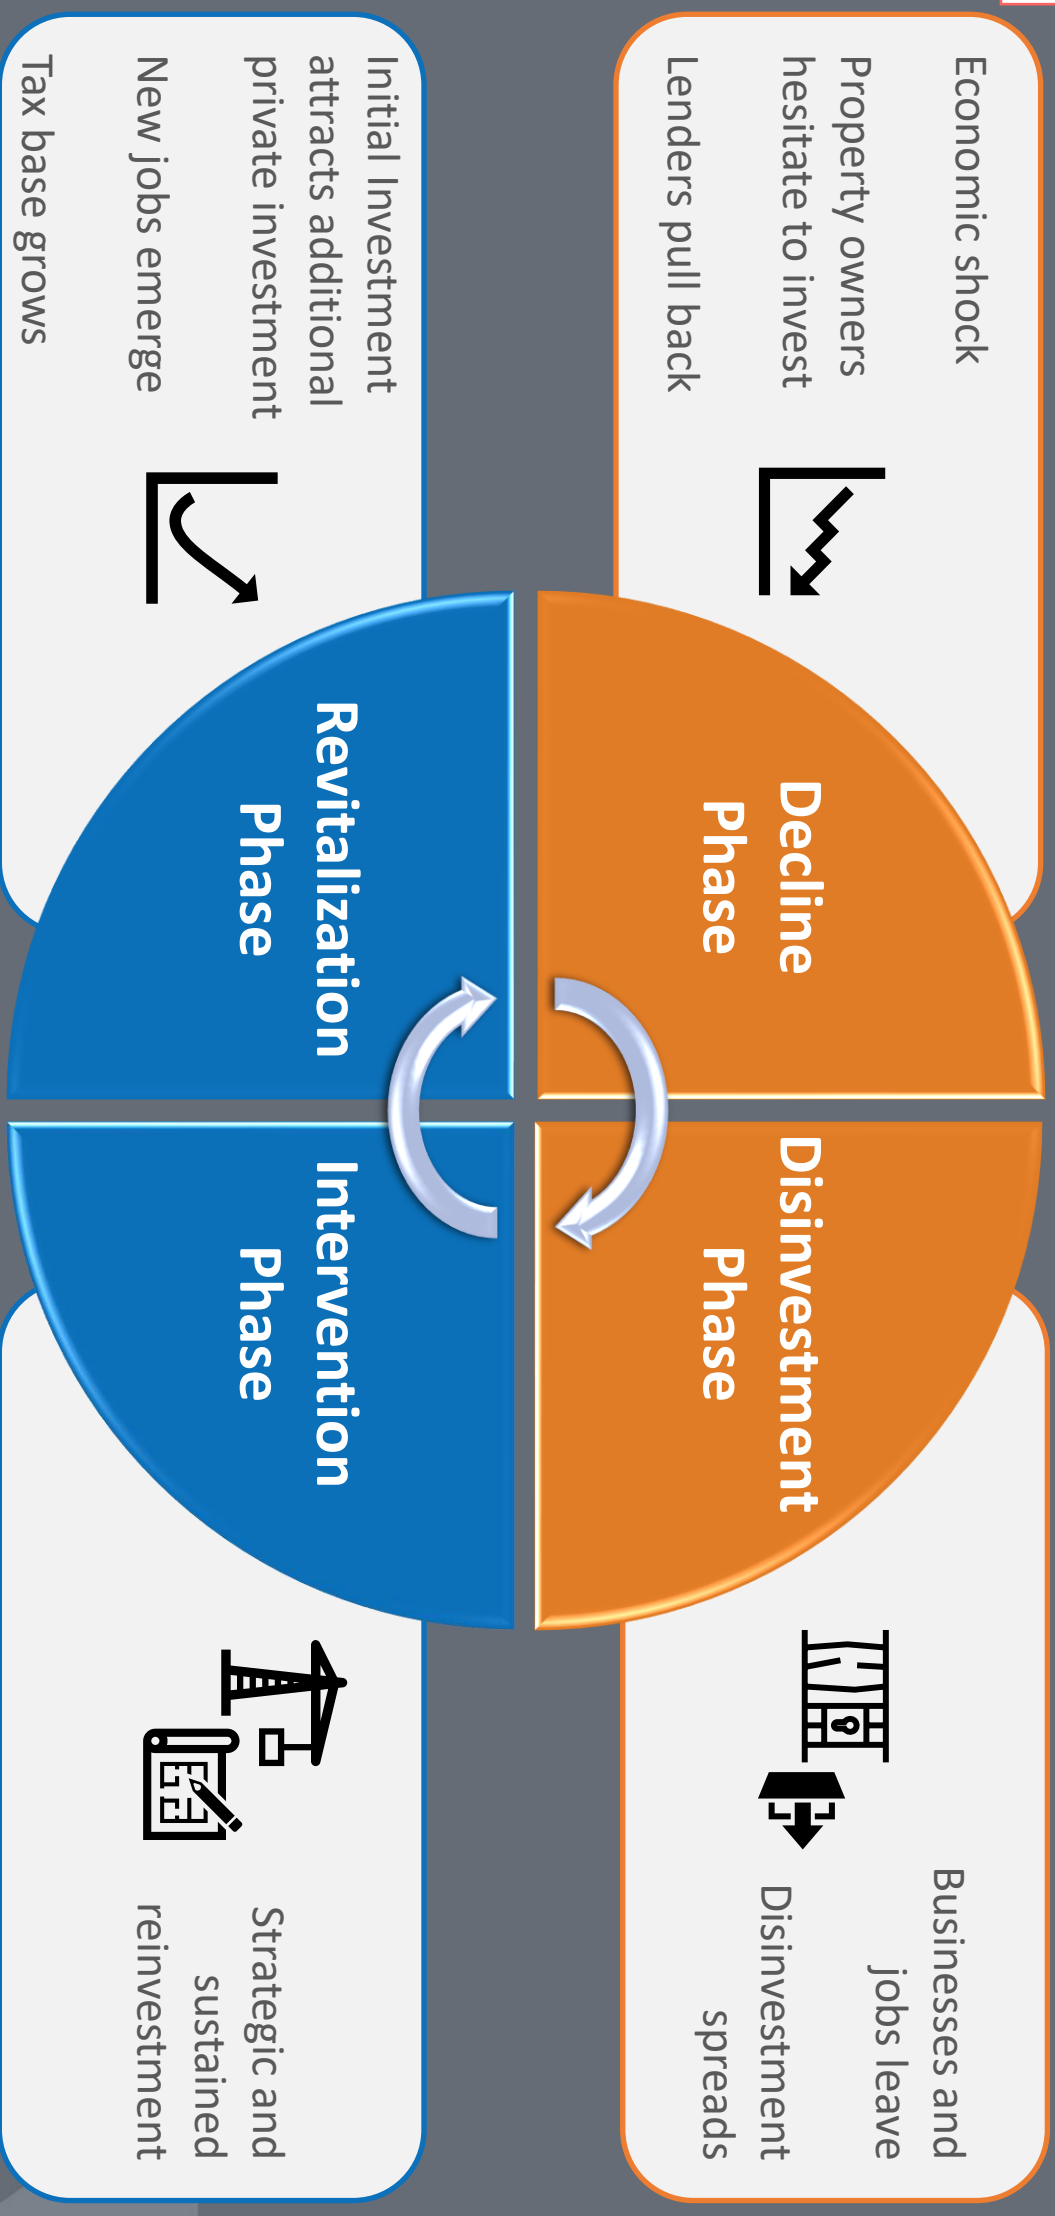 Economic shock
Property owners
hesitate to invest
Lenders pull back
Decline
Phase
Disinvestment
Phase
Businesses and
jobs leave
Disinvestment
spreads
Initial Investment
attracts additional
private investment
New jobs emerge
Tax base grows
Revitalization
Phase
Intervention
Phase
Strategic and
sustained
reinvestment